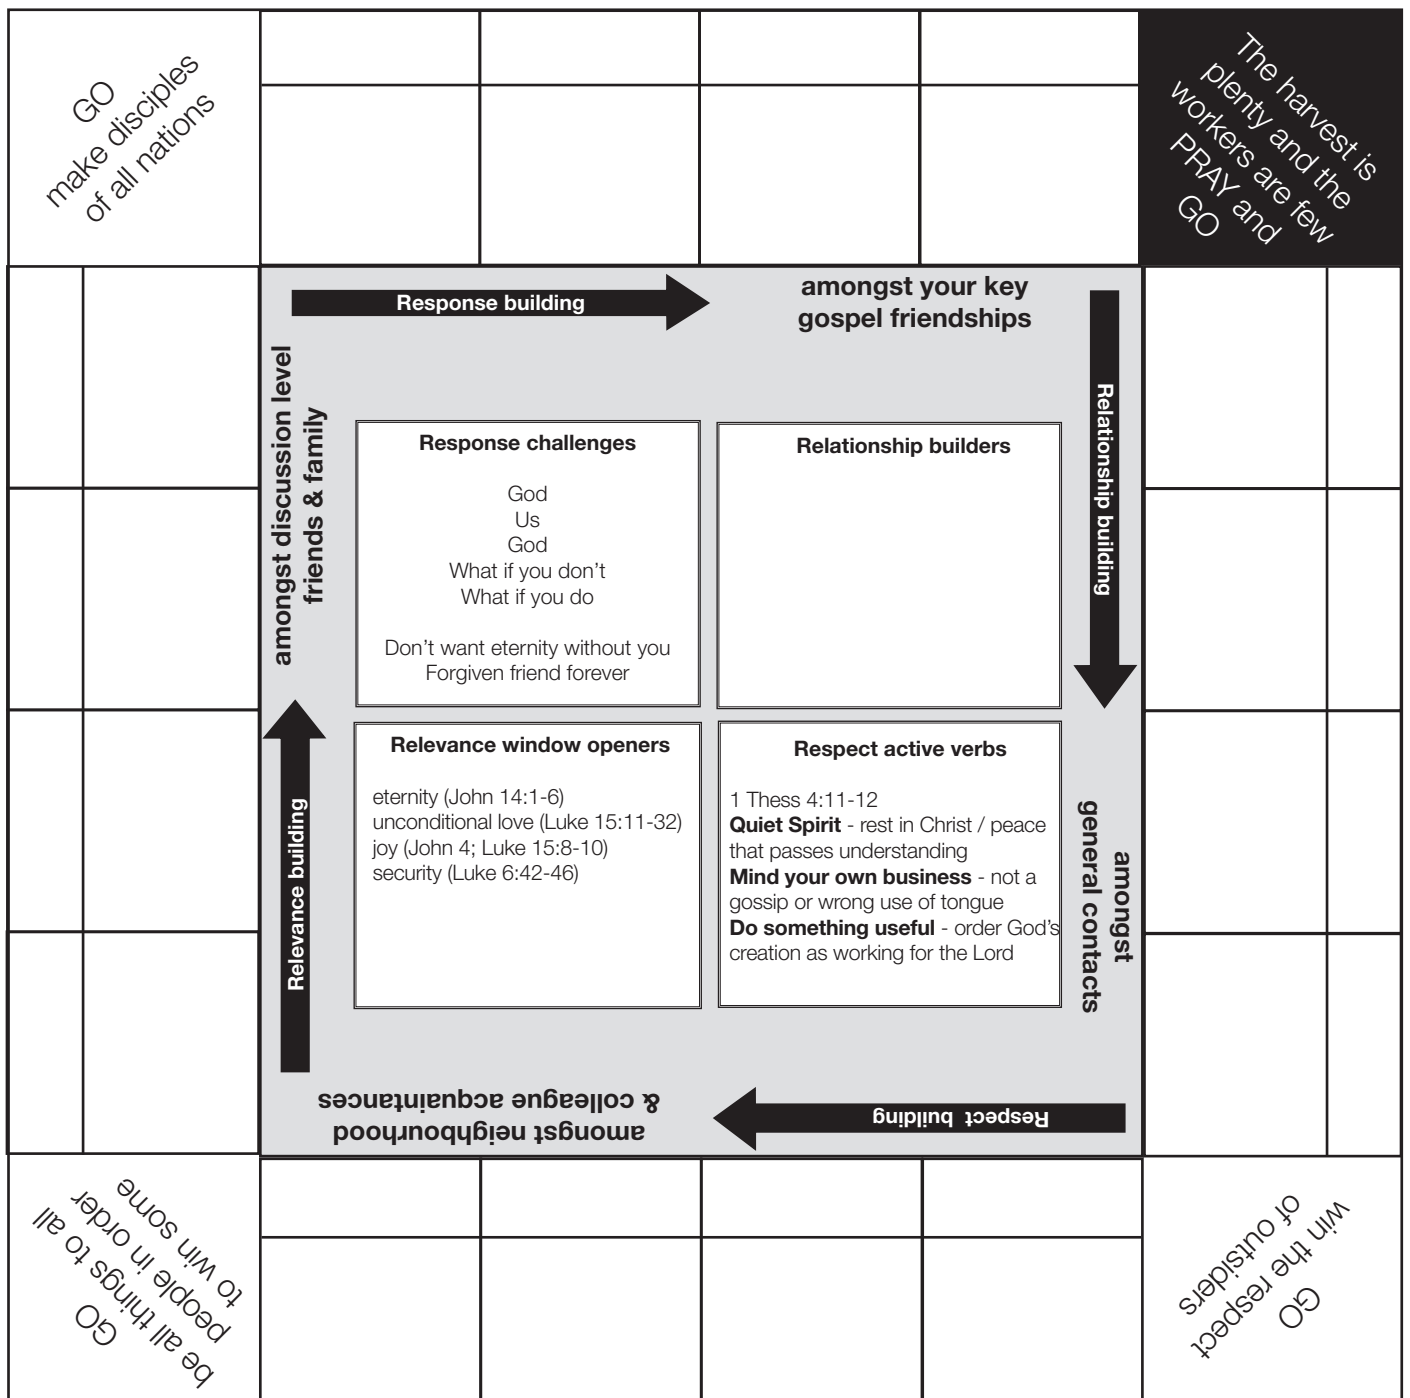 GO
make disciples
of all nations
The harvest is
plenty and the
workers are few
PRAY and
GO
Response building
amongst your key
gospel friendships
amongst discussion level
friends & family
Relationship building
Response challenges
God
Us
God
What if you don't
What if you do
Don't want eternity without you
Forgiven friend forever
Relationship builders
Relevance window openers
eternity (John 14:1-6)
unconditional love (Luke 15:11-32)
joy (John 4; Luke 15:8-10)
security (Luke 6:42-46)
Respect active verbs
1 Thess 4:11-12
Quiet Spirit - rest in Christ / peace
that passes understanding
Mind your own business - not a
gossip or wrong use of tongue
Do something useful - order God's
creation as working for the Lord
Relevance building
amongst
general contacts
Respect building
amongst neighbourhood
& colleague acquaintances
GO
be all things to all
people in order
to win some
GO
win the respect
of outsiders